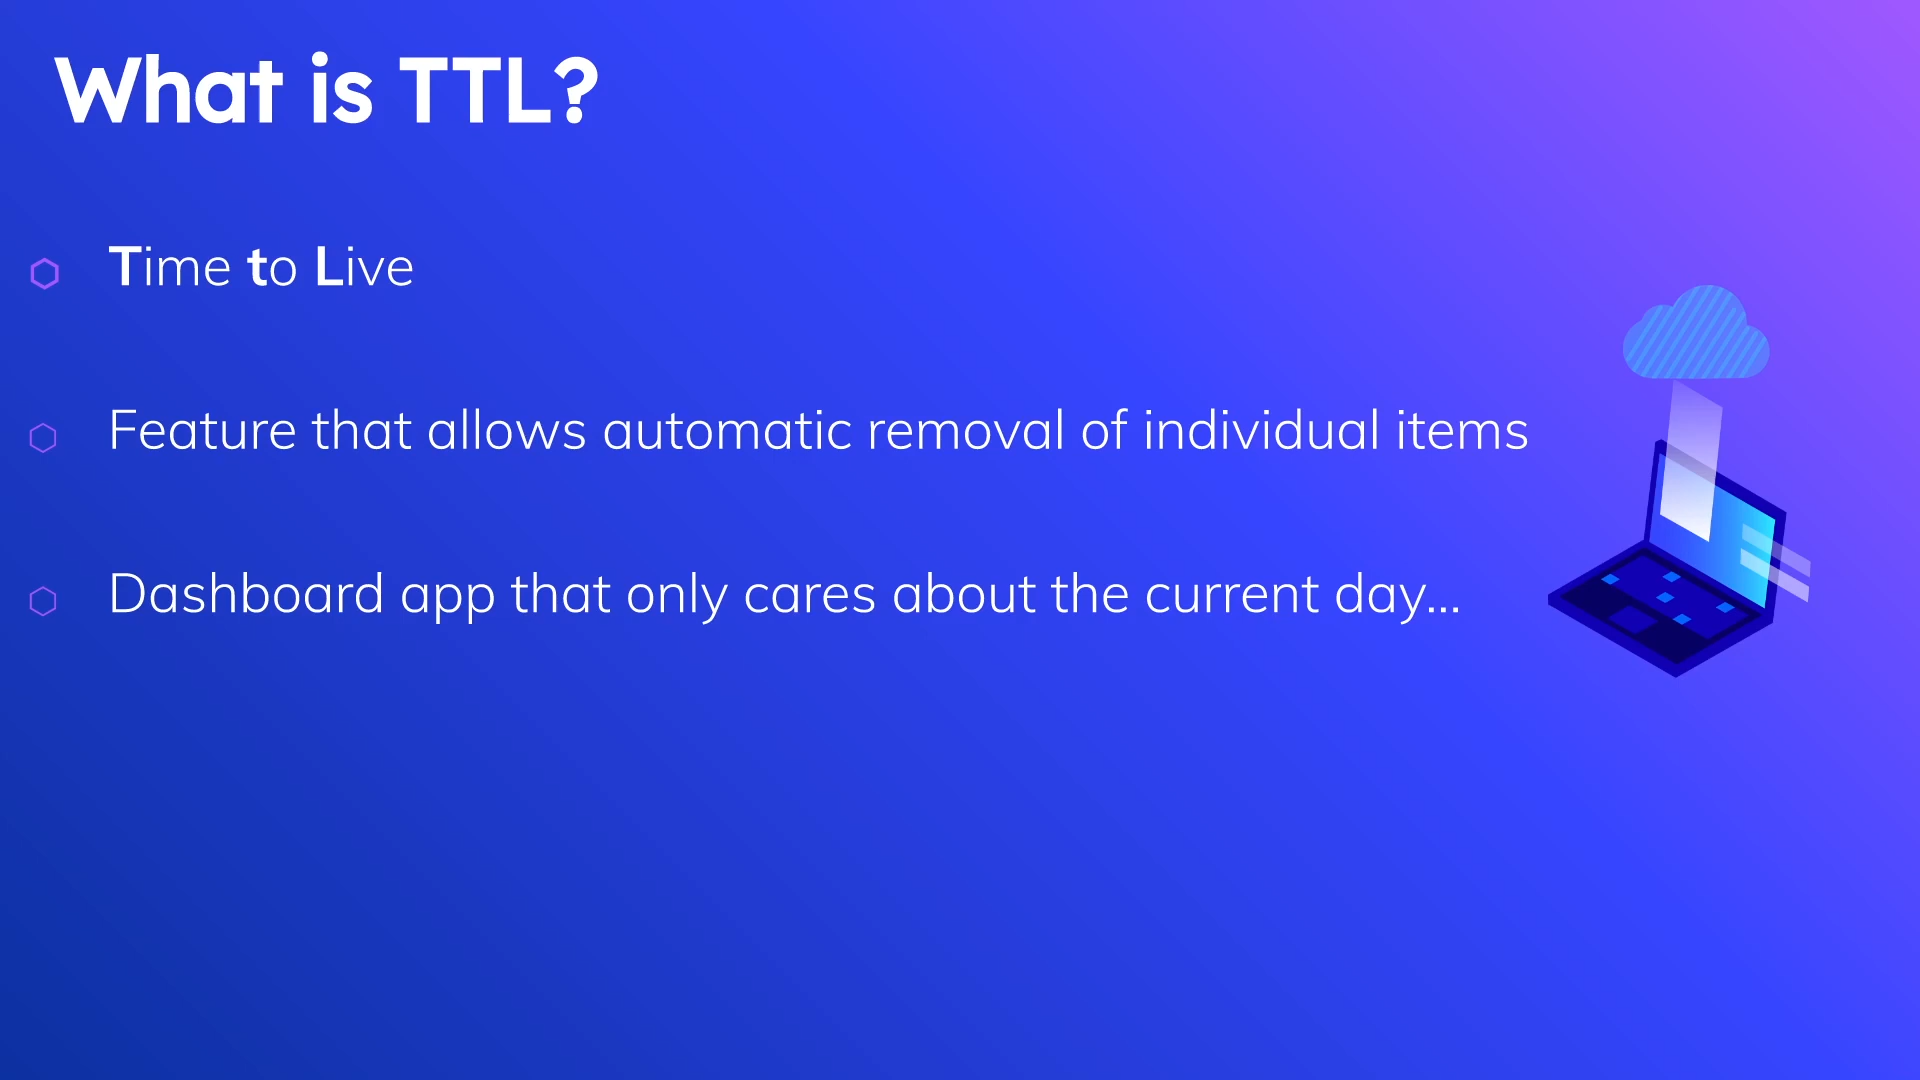 What is TTL?
Time to Live
Feature that allows automatic removal of individual items
Dashboard app that only cares about the current day...